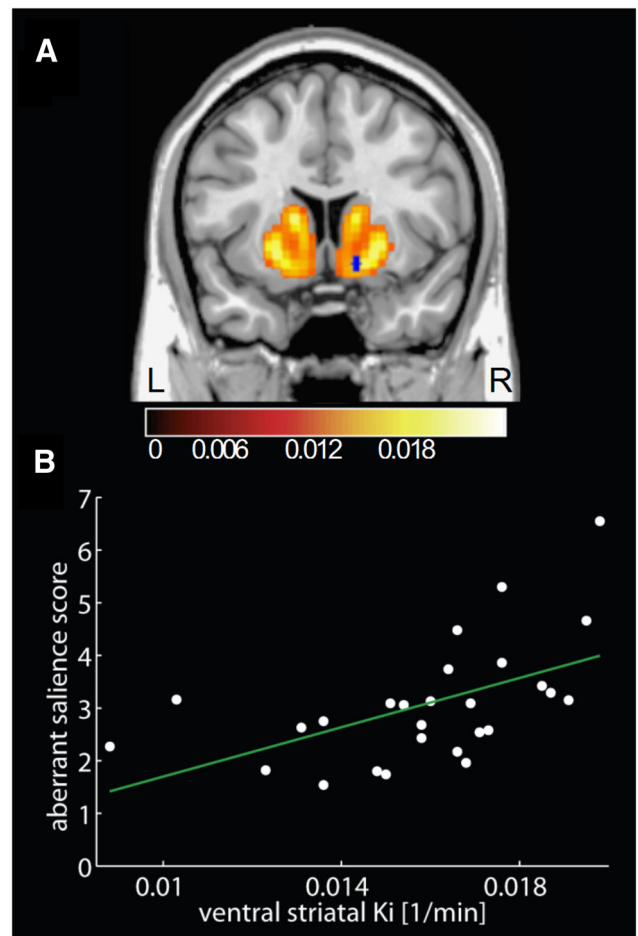 A
L R
0 0.006 0.012 0.018
B
aberrant salience score
7
6
5
4
3
2
1
0
0.01 0.014 0.018
ventral striatal Ki [1/min]